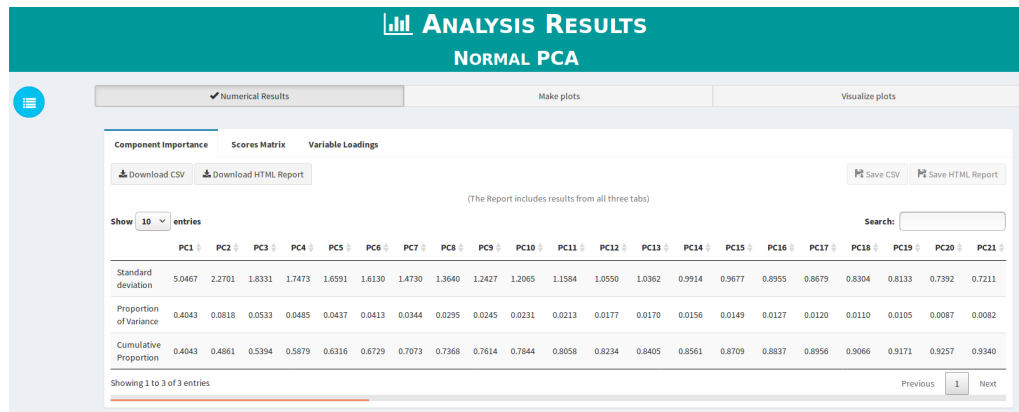 ANALYSIS RESULTS
NORMAL PCA
Numerical Results Make plots Visualize plots
Component Importance Scores Matrix Variable Loadings
Download CSV Download HTML Report Save CSV Save HTML Report
(The Report includes results from all three tabs)
Show 10 entries Search:
PC1 PC2 PC3 PC4 PC5 PC6 PC7 PC8 PC9 PC10 PC11 PC12 PC13 PC14 PC15 PC16 PC17 PC18 PC19 PC20 PC21
Standard deviation 5.0467 2.2701 1.8331 1.7473 1.6591 1.6130 1.4730 1.3640 1.2427 1.2065 1.1584 1.0550 1.0362 0.9914 0.9677 0.8955 0.8679 0.8304 0.8133 0.7392 0.7211
Proportion of Variance 0.4043 0.0818 0.0533 0.0485 0.0437 0.0413 0.0344 0.0295 0.0245 0.0231 0.0213 0.0177 0.0170 0.0156 0.0149 0.0127 0.0120 0.0110 0.0105 0.0087 0.0082
Cumulative Proportion 0.4043 0.4861 0.5394 0.5879 0.6316 0.6729 0.7073 0.7368 0.7614 0.7844 0.8058 0.8234 0.8405 0.8561 0.8709 0.8837 0.8956 0.9066 0.9171 0.9257 0.9340
Showing 1 to 3 of 3 entries Previous 1 Next